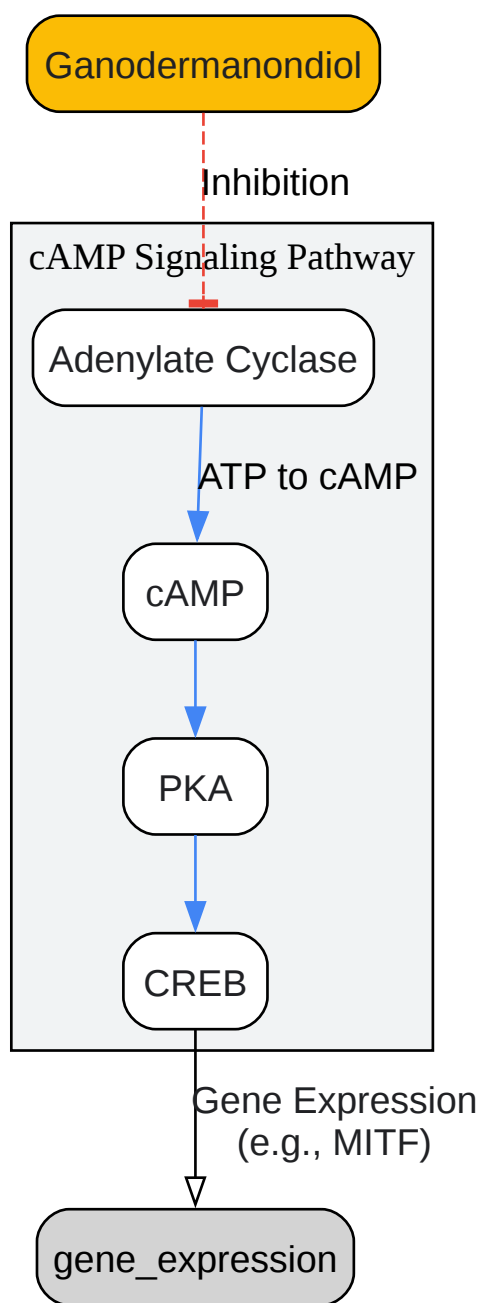 Ganodermanondiol
Inhibition
cAMP Signaling Pathway
Adenylate Cyclase
ATP to cAMP
cAMP
PKA
CREB
Gene Expression
(e.g., MITF)
gene_expression